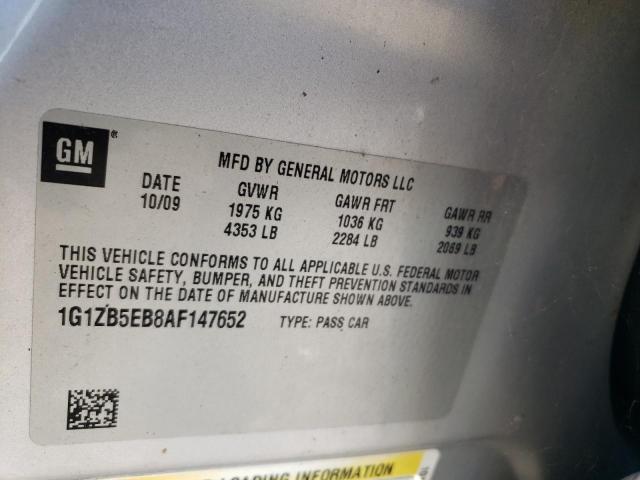 GM
MFD BY GENERAL MOTORS LLC
DATE GVWR GAWR FRT GAWR RR
10/09 1975 KG 1036 KG 939 KG
4353 LB 2284 LB 2069 LB
THIS VEHICLE CONFORMS TO ALL APPLICABLE U.S. FEDERAL MOTOR
VEHICLE SAFETY, BUMPER, AND THEFT PREVENTION STANDARDS IN
EFFECT ON THE DATE OF MANUFACTURE SHOWN ABOVE.
1G1ZB5EB8AF147652 TYPE: PASS CAR
LOADING INFORMATION